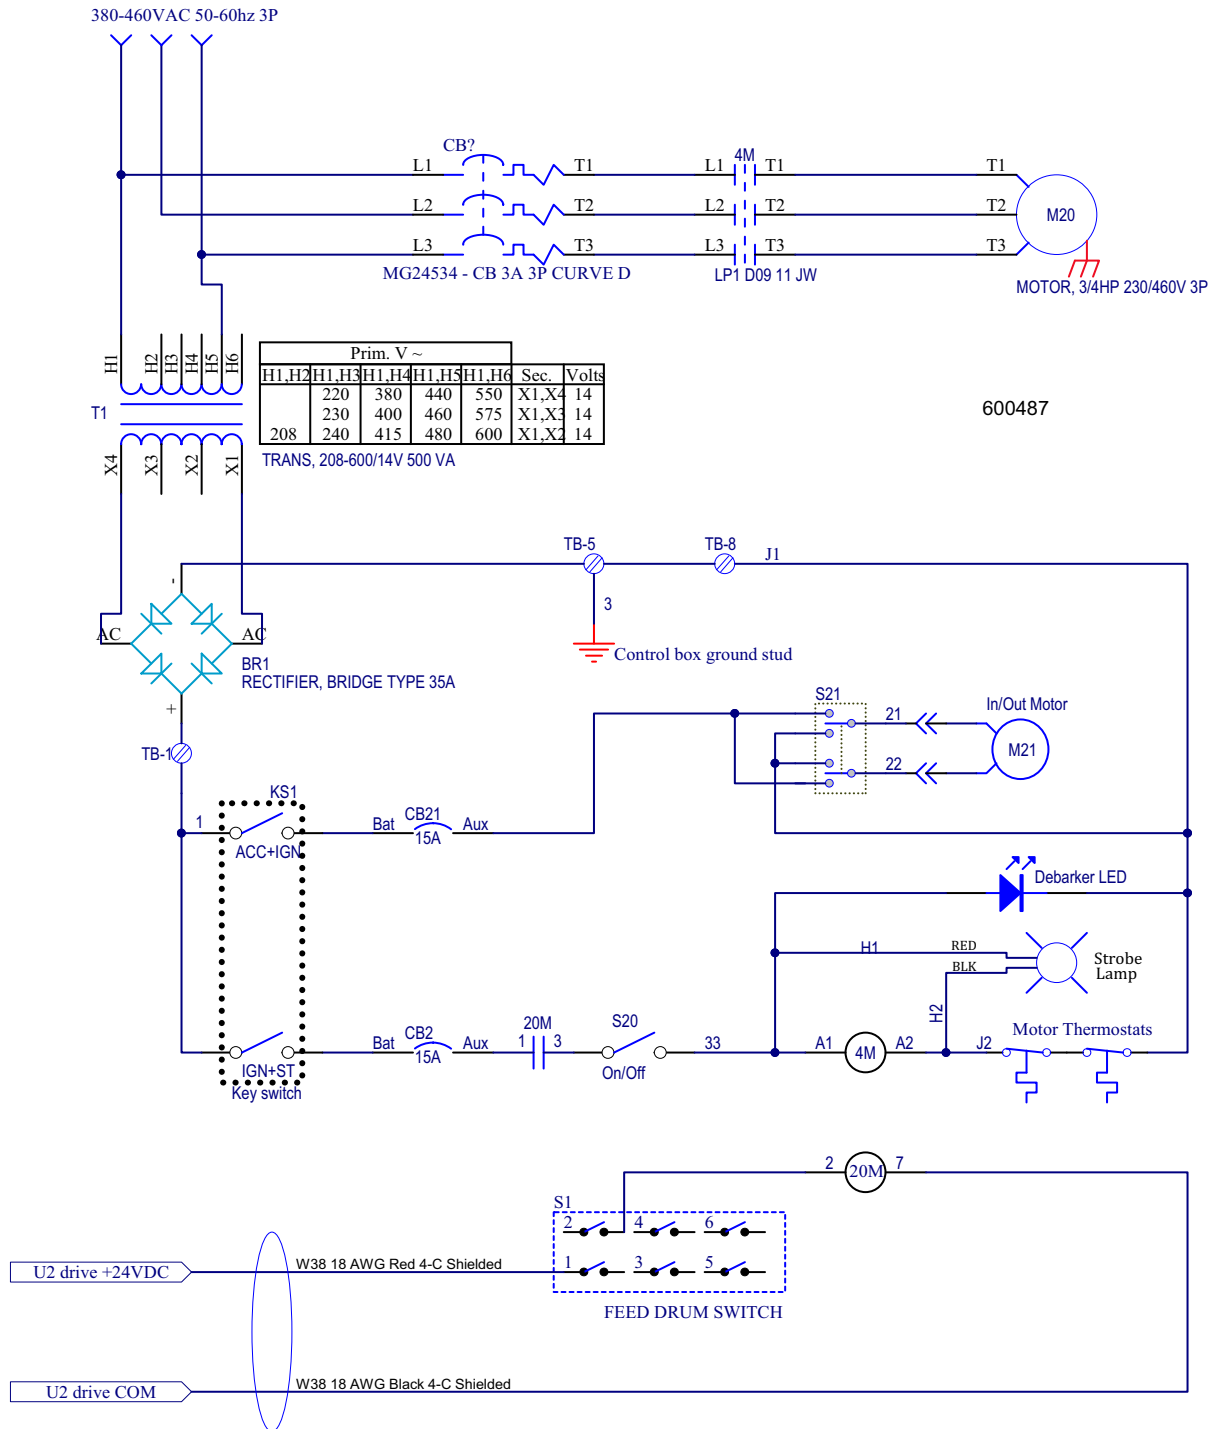 380-460VAC 50-60hz 3P
CB?
4M
L1 T1 L1 T1 T1
L2 T2 L2 T2 T2
M20
L3 T3 L3 T3 T3
MG24534 - CB 3A 3P CURVE D
LP1 D09 11 JW
MOTOR, 3/4HP 230/460V 3P
H1 H2 H3 H4 H5 H6
Prim. V ~
H1,H2 H1,H3 H1,H4 H1,H5 H1,H6 Sec. Volts
220 380 440 550 X1,X4 14
230 400 460 575 X1,X3 14
208 240 415 480 600 X1,X2 14
T1
600487
TRANS, 208-600/14V 500 VA
X4 X3 X2 X1
TB-5
TB-8
J1
-
3
AC AC
Control box ground stud
BR1
RECTIFIER, BRIDGE TYPE 35A
+
S21
In/Out Motor
21
M21
22
TB-1
KS1
1
Bat CB21 Aux
15A
ACC+IGN
Debarker LED
H1
RED
BLK
Strobe
Lamp
H2
20M
S20
Motor Thermostats
Bat CB2 Aux
15A
1 3
33
A1 4M A2
J2
IGN+ST
On/Off
Key switch
2 20M 7
S1
2 4 6
1 3 5
U2 drive +24VDC
W38 18 AWG Red 4-C Shielded
FEED DRUM SWITCH
U2 drive COM
W38 18 AWG Black 4-C Shielded